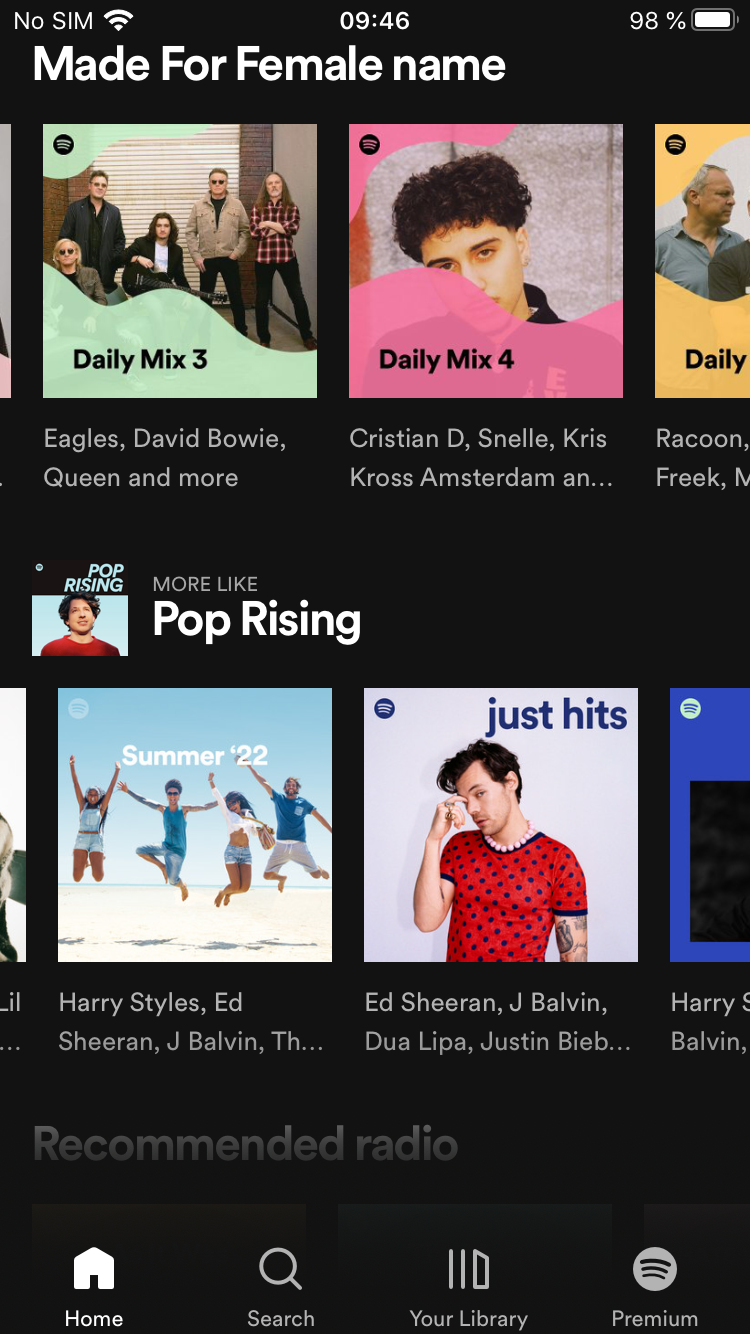 No SIM 09:46 98 %
Made For Female name
Daily Mix 3
Daily Mix 4
Daily
Eagles, David Bowie,
Queen and more
Cristian D, Snelle, Kris
Kross Amsterdam an...
Racoon,
Freek, M
POP
RISING
MORE LIKE
Pop Rising
Summer ‘22
just hits
Lil
...
Harry Styles, Ed
Sheeran, J Balvin, Th...
Ed Sheeran, J Balvin,
Dua Lipa, Justin Bieb...
Harry S
Balvin,
Recommended radio
Home
Search
Your Library
Premium